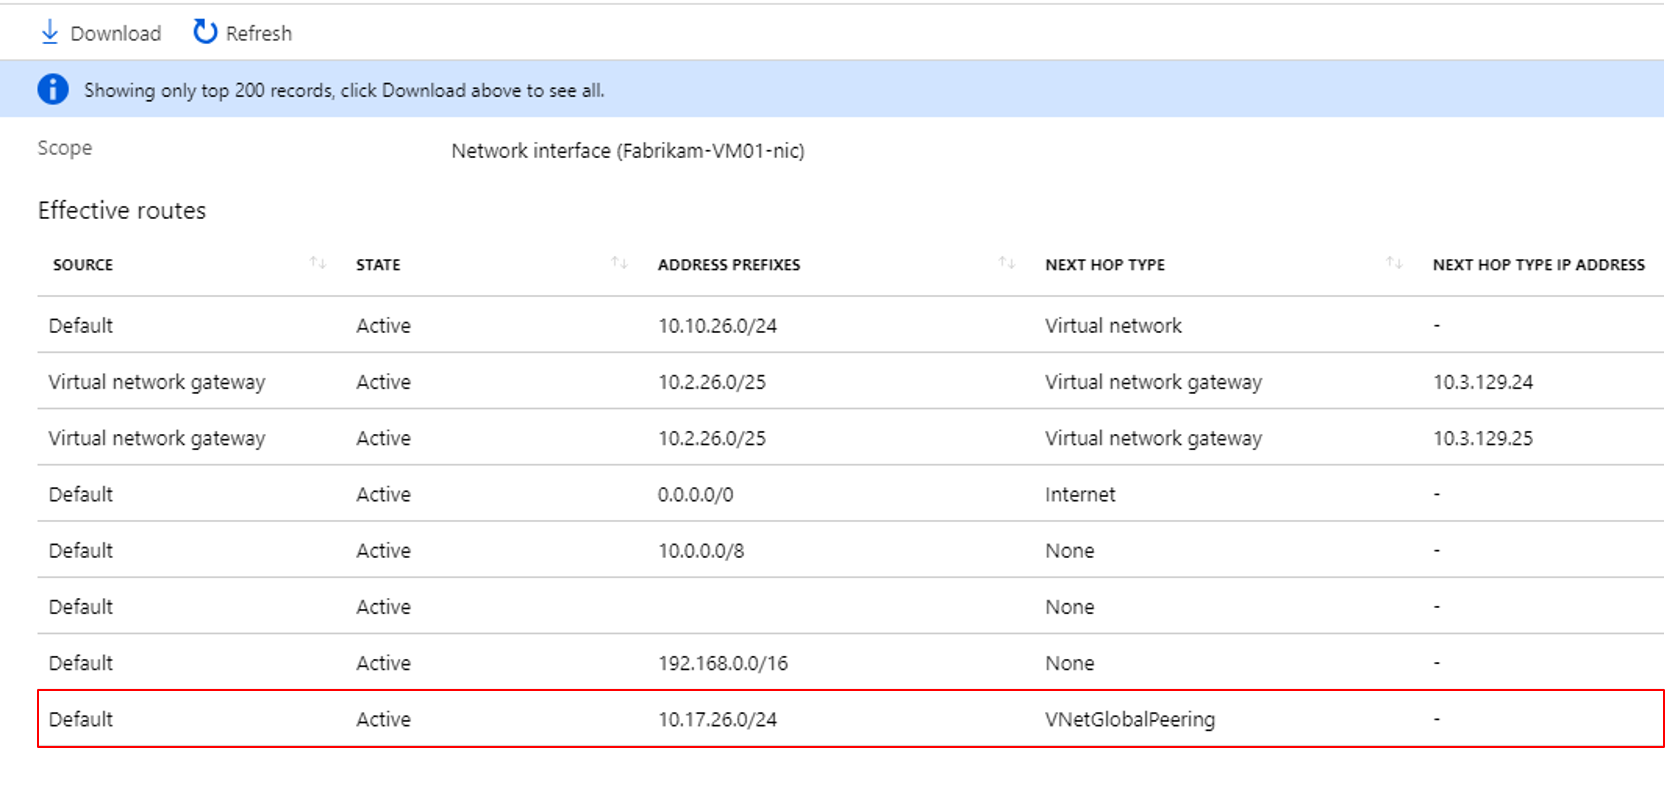 Download Refresh
Showing only top 200 records, click Download above to see all.
Scope Network interface (Fabrikam-VM01-nic)
Effective routes
SOURCE STATE ADDRESS PREFIXES NEXT HOP TYPE NEXT HOP TYPE IP ADDRESS
Default Active 10.10.26.0/24 Virtual network -
Virtual network gateway Active 10.2.26.0/25 Virtual network gateway 10.3.129.24
Virtual network gateway Active 10.2.26.0/25 Virtual network gateway 10.3.129.25
Default Active 0.0.0.0/0 Internet -
Default Active 10.0.0.0/8 None -
Default Active None -
Default Active 192.168.0.0/16 None -
Default Active 10.17.26.0/24 VNetGlobalPeering -